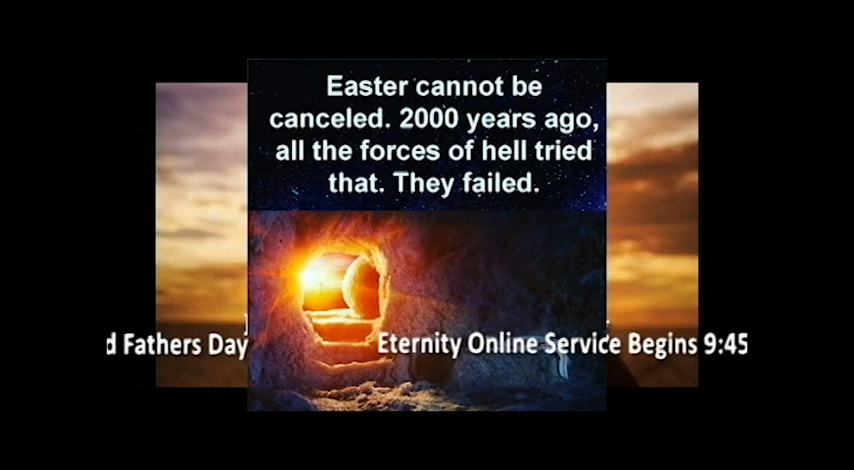 Easter cannot be
canceled. 2000 years ago,
all the forces of hell tried
that. They failed.
d Fathers Day
Eternity Online Service Begins 9:45